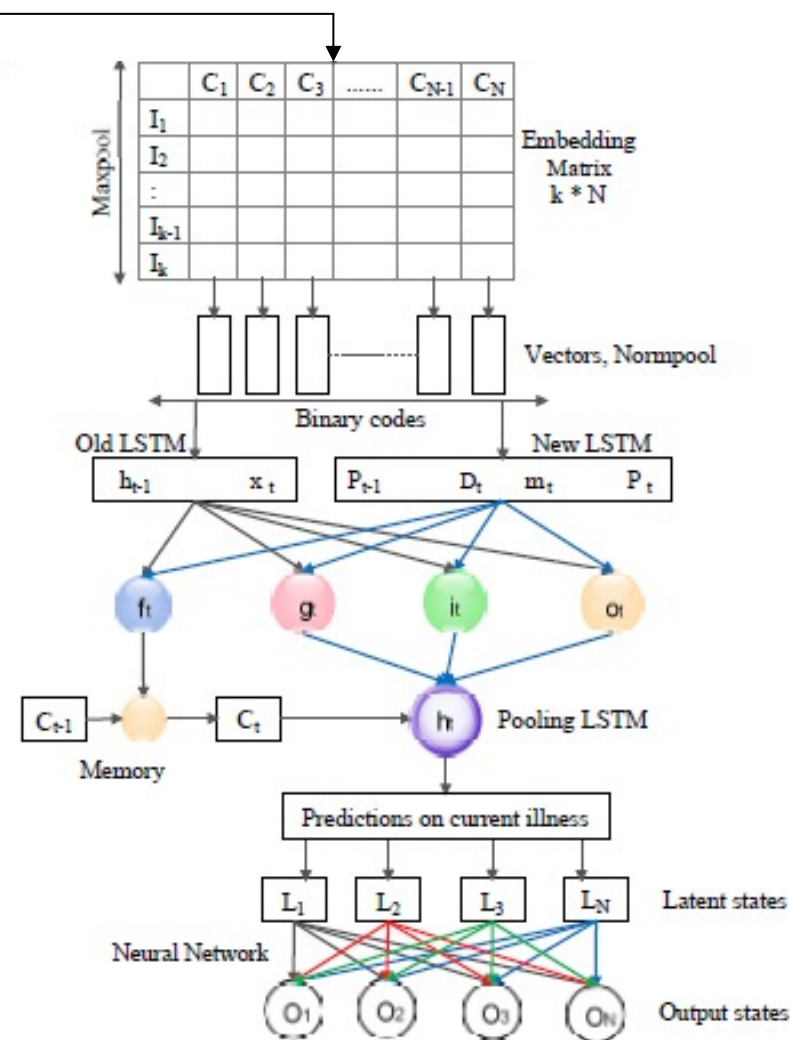 C1 C2 C3 ...... CN-1 CN
I1
I2
:
Ik-1
Ik
Maxpool
Embedding
Matrix
k * N
Vectors, Normpool
Binary codes
Old LSTM
New LSTM
ht-1 xt
Pt-1 Dt mt Pt
ft gt it ot
Ct-1 Ct ht Pooling LSTM
Memory
Predictions on current illness
L1 L2 L3 LN Latent states
Neural Network
O1 O2 O3 ON Output states